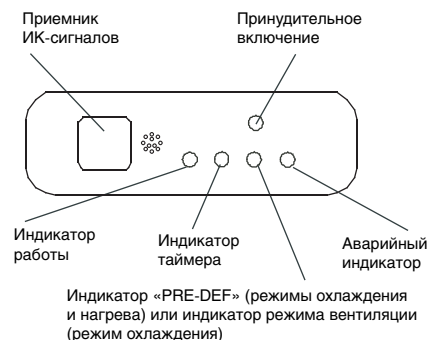 Приемник
ИК-сигналов
Принудительное
включение
Индикатор
работы
Индикатор
таймера
Аварийный
индикатор
Индикатор «PRE-DEF» (режимы охлаждения
и нагрева) или индикатор режима вентиляции
(режим охлаждения)